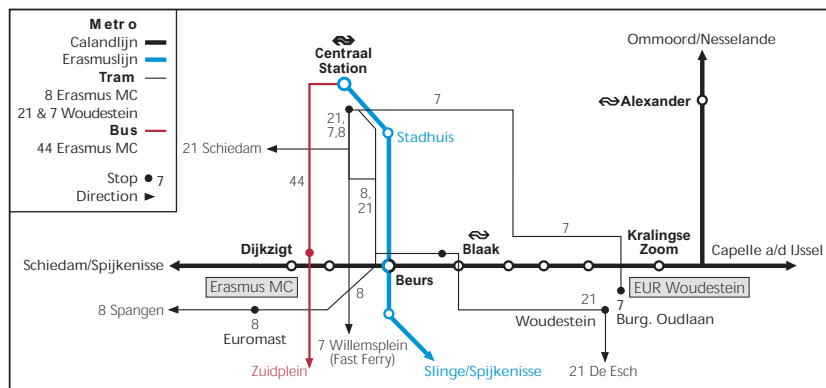 Metro
Calandlijn
Erasmuslijn
Tram
8 Erasmus MC
21 & 7 Woudestein
Bus
44 Erasmus MC
Stop 7
Direction
Centraal
Station
Ommoord/Nesselande
Alexander
7
21,
7,8
Stadhuis
21 Schiedam
44
8,
21
7
Dijkzigt
Blaak
Kralingse
Zoom
Capelle a/d IJssel
Schiedam/Spijkenisse
Erasmus MC
Beurs
EUR Woudestein
8
8 Spangen
8
Euromast
21
7
Woudestein
Burg. Oudlaan
7 Willemsplein
(Fast Ferry)
Zuidplein
Slinge/Spijkenisse
21 De Esch